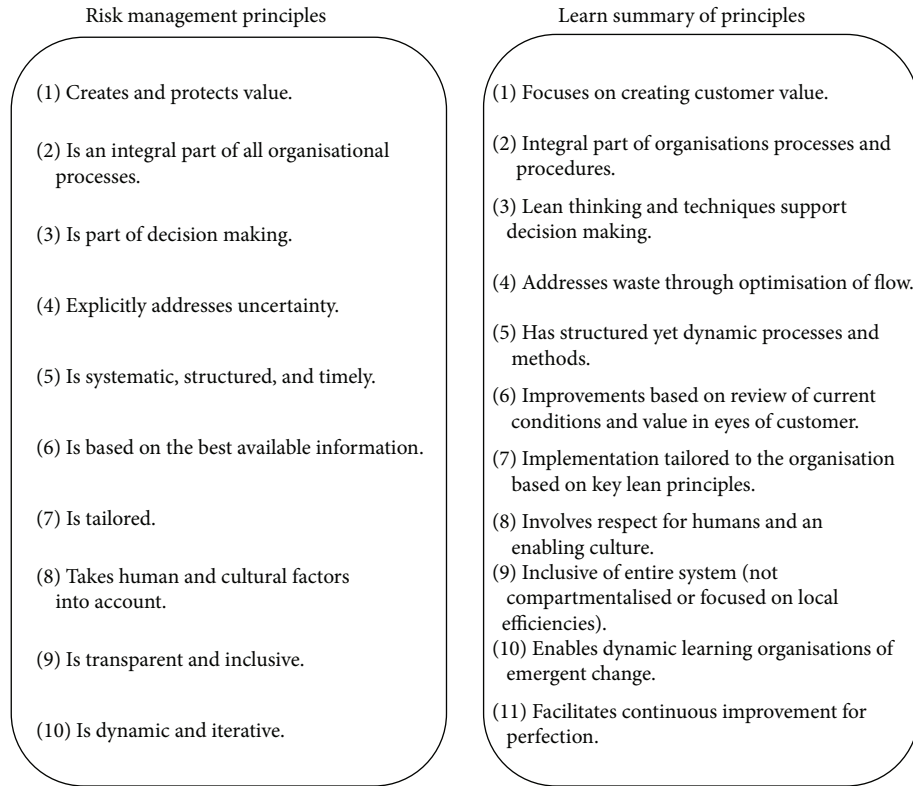 Risk management principles
(1) Creates and protects value.
(2) Is an integral part of all organisational
processes.
(3) Is part of decision making.
(4) Explicitly addresses uncertainty.
(5) Is systematic, structured, and timely.
(6) Is based on the best available information.
(7) Is tailored.
(8) Takes human and cultural factors
into account.
(9) Is transparent and inclusive.
(10) Is dynamic and iterative.
Learn summary of principles
(1) Focuses on creating customer value.
(2) Integral part of organisations processes and
procedures.
(3) Lean thinking and techniques support
decision making.
(4) Addresses waste through optimisation of flow.
(5) Has structured yet dynamic processes and
methods.
(6) Improvements based on review of current
conditions and value in eyes of customer.
(7) Implementation tailored to the organisation
based on key lean principles.
(8) Involves respect for humans and an
enabling culture.
(9) Inclusive of entire system (not
compartmentalised or focused on local
efficiencies).
(10) Enables dynamic learning organisations of
emergent change.
(11) Facilitates continuous improvement for
perfection.